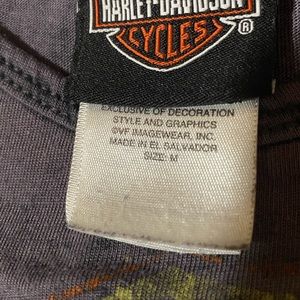 HARLEY-DAVIDSON
CYCLES
®
EXCLUSIVE OF DECORATION
STYLE AND GRAPHICS
©VF IMAGEWEAR, INC.
MADE IN EL SALVADOR
SIZE: M